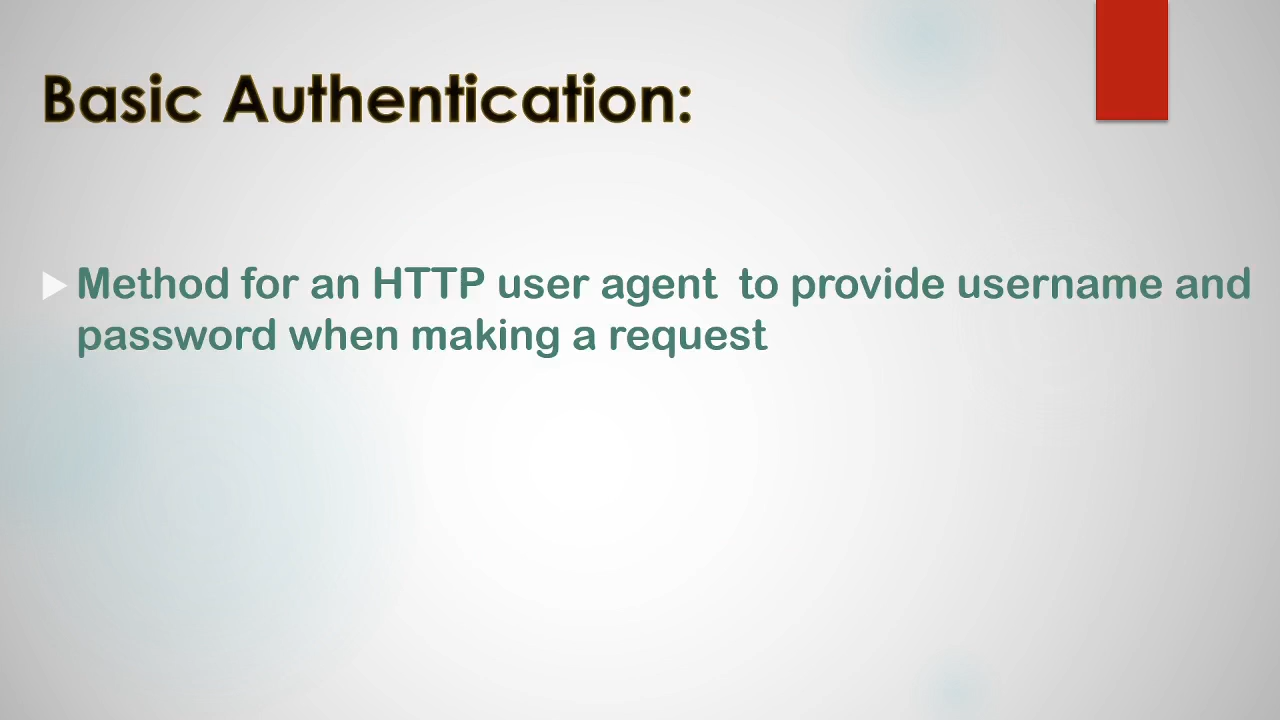 Basic Authentication:
Method for an HTTP user agent  to provide username and
password when making a request